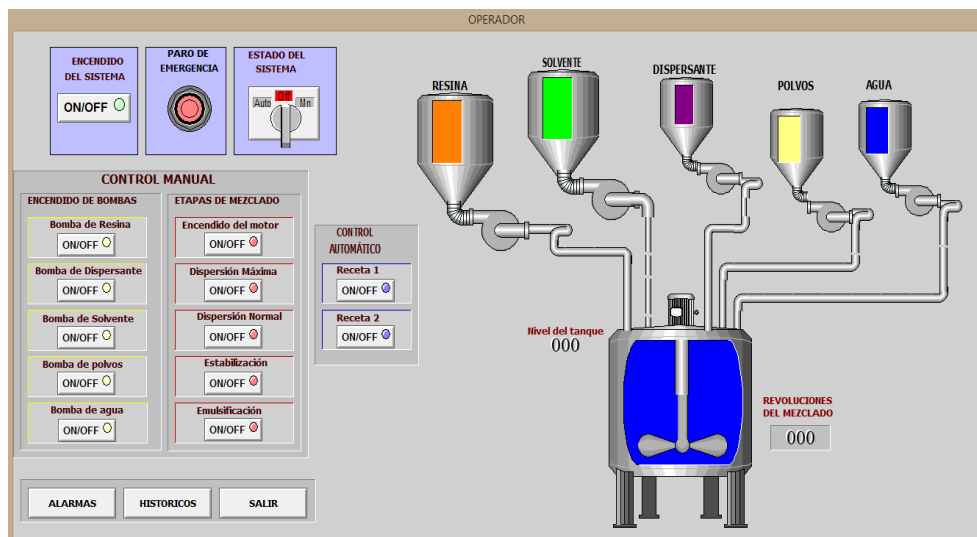 OPERADOR
ENCENDIDO
DEL SISTEMA
ON/OFF
PARO DE
EMERGENCIA
ESTADO DEL
SISTEMA
Auto
Off
Mn
CONTROL MANUAL
ENCENDIDO DE BOMBAS
Bomba de Resina
ON/OFF
Bomba de Dispersante
ON/OFF
Bomba de Solvente
ON/OFF
Bomba de polvos
ON/OFF
Bomba de agua
ON/OFF
ETAPAS DE MEZCLADO
Encendido del motor
ON/OFF
Dispersión Máxima
ON/OFF
Dispersión Normal
ON/OFF
Estabilización
ON/OFF
Emulsificación
ON/OFF
CONTROL
AUTOMÁTICO
Receta 1
ON/OFF
Receta 2
ON/OFF
ALARMAS
HISTORICOS
SALIR
RESINA
SOLVENTE
DISPERSANTE
POLVOS
AGUA
Nivel del tanque
000
REVOLUCIONES
DEL MEZCLADO
000